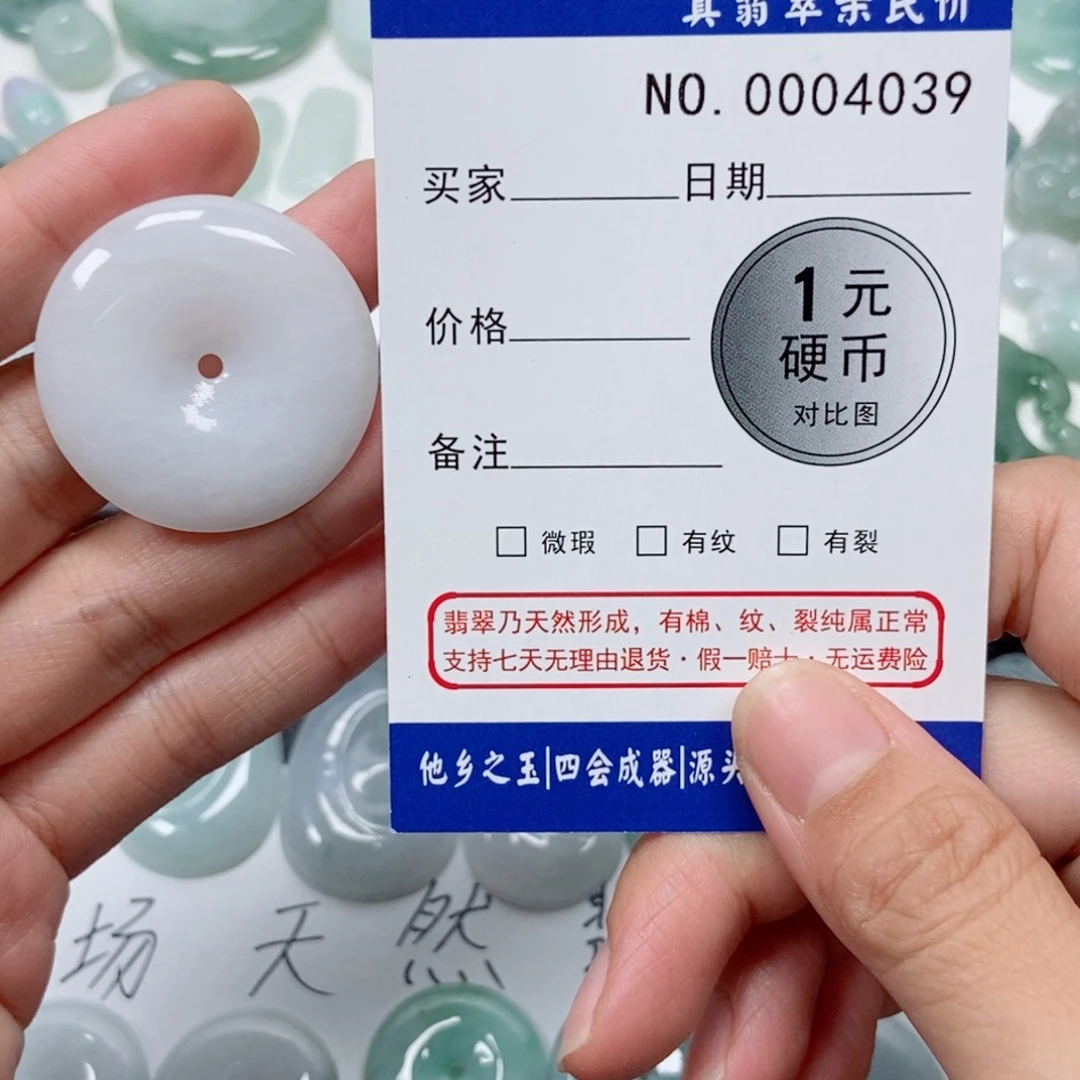 真翡翠亲民价
NO. 0004039
买家 日期
价格
1元
硬币
对比图
备注
微瑕 有纹 有裂
翡翠乃天然形成，有棉、纹、裂纯属正常
支持七天无理由退货·假一赔十·无运费险
他乡之玉|四会成器|源头
场 天 然